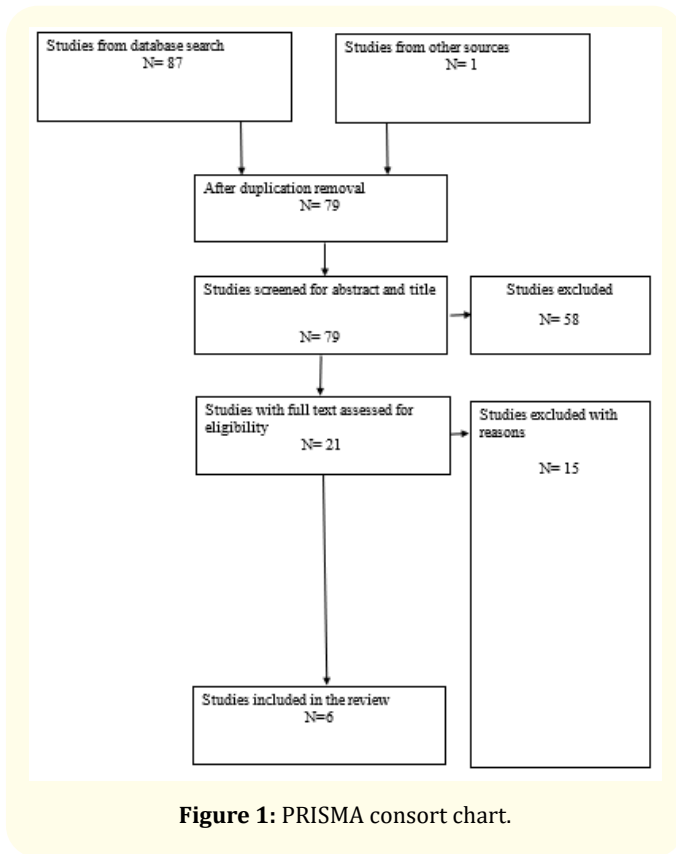 Studies from database search
N= 87
Studies from other sources
N= 1
After duplication removal
N= 79
Studies screened for abstract and title
N= 79
Studies excluded
N= 58
Studies with full text assessed for
eligibility
N= 21
Studies excluded with
reasons
N= 15
Studies included in the review
N=6
Figure 1: PRISMA consort chart.